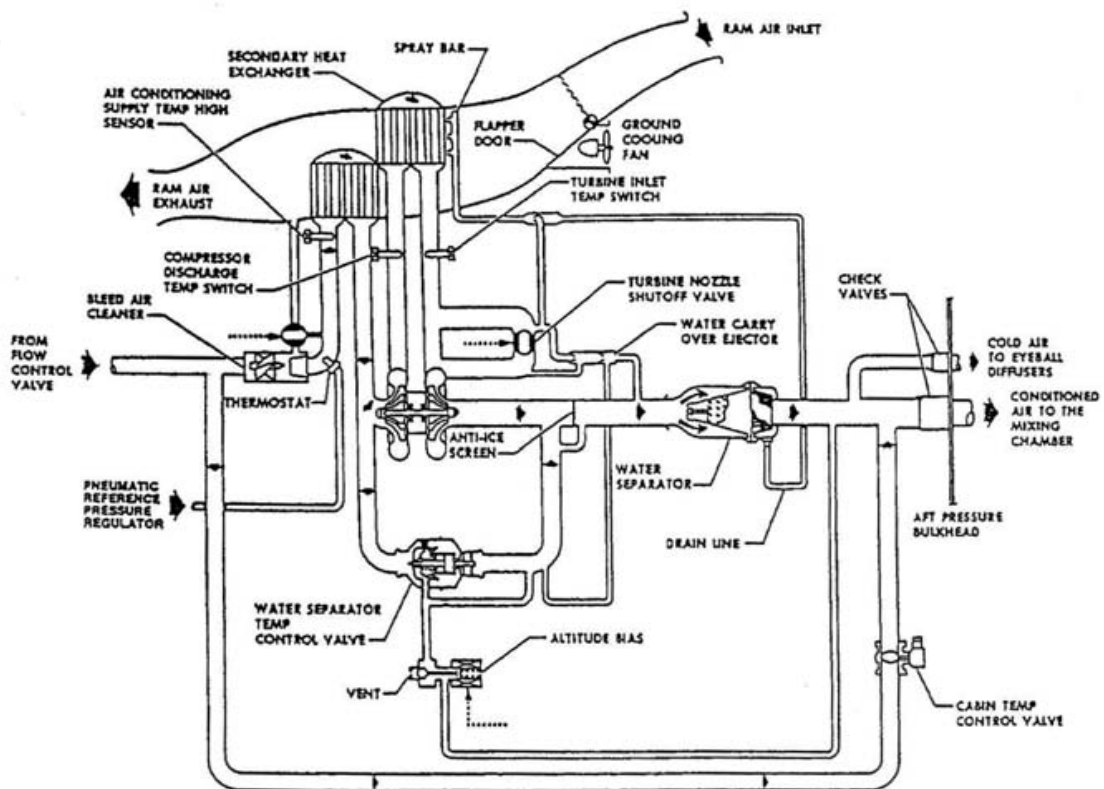 RAM AIR INLET
SPRAY BAR
SECONDARY HEAT
EXCHANGER
AIR CONDITIONING
SUPPLY TEMP HIGH
SENSOR
FLAPPER
DOOR
GROUND
COOLING
FAN
RAM AIR
EXHAUST
TURBINE INLET
TEMP SWITCH
COMPRESSOR
DISCHARGE
TEMP SWITCH
BLEED AIR
CLEANER
TURBINE NOZZLE
SHUTOFF VALVE
CHECK
VALVES
WATER CARRY
OVER EJECTOR
FROM
FLOW
CONTROL
VALVE
COLD AIR
TO EYEBALL
DIFFUSERS
THERMOSTAT
CONDITIONED
AIR TO THE
MIXING
CHAMBER
ANTI-ICE
SCREEN
WATER
SEPARATOR
PNEUMATIC
REFERENCE
PRESSURE
REGULATOR
DRAIN LINE
AFT PRESSURE
BULKHEAD
WATER SEPARATOR
TEMP
CONTROL VALVE
ALTITUDE BIAS
VENT
CABIN TEMP
CONTROL VALVE